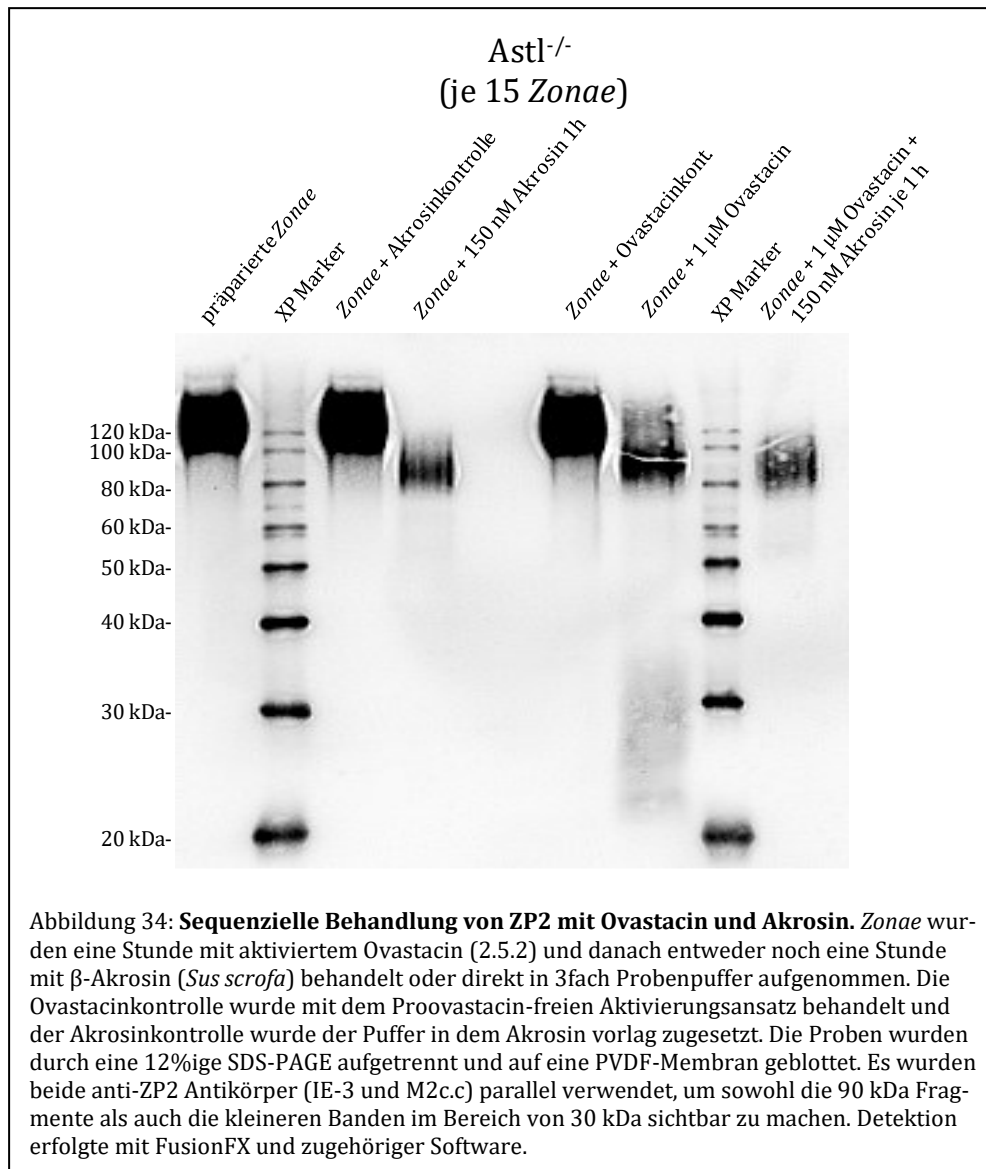 Astl-/-
(je 15 Zonae)
präparierte Zonae
XP Marker
Zonae + Akrosinkontrolle
Zonae + 150 nM Akrosin 1h
Zonae + Ovastacinkont.
Zonae + 1 µM Ovastacin
XP Marker
Zonae + 1 µM Ovastacin +
150 nM Akrosin je 1 h
120 kDa-
100 kDa-
80 kDa-
60 kDa-
50 kDa-
40 kDa-
30 kDa-
20 kDa-
Abbildung 34: Sequenzielle Behandlung von ZP2 mit Ovastacin und Akrosin. Zonae wur-
den eine Stunde mit aktiviertem Ovastacin (2.5.2) und danach entweder noch eine Stunde
mit β-Akrosin (Sus scrofa) behandelt oder direkt in 3fach Probenpuffer aufgenommen. Die
Ovastacinkontrolle wurde mit dem Proovastacin-freien Aktivierungsansatz behandelt und
der Akrosinkontrolle wurde der Puffer in dem Akrosin vorlag zugesetzt. Die Proben wurden
durch eine 12%ige SDS-PAGE aufgetrennt und auf eine PVDF-Membran geblottet. Es wurden
beide anti-ZP2 Antikörper (IE-3 und M2c.c) parallel verwendet, um sowohl die 90 kDa Frag-
mente als auch die kleineren Banden im Bereich von 30 kDa sichtbar zu machen. Detektion
erfolgte mit FusionFX und zugehöriger Software.